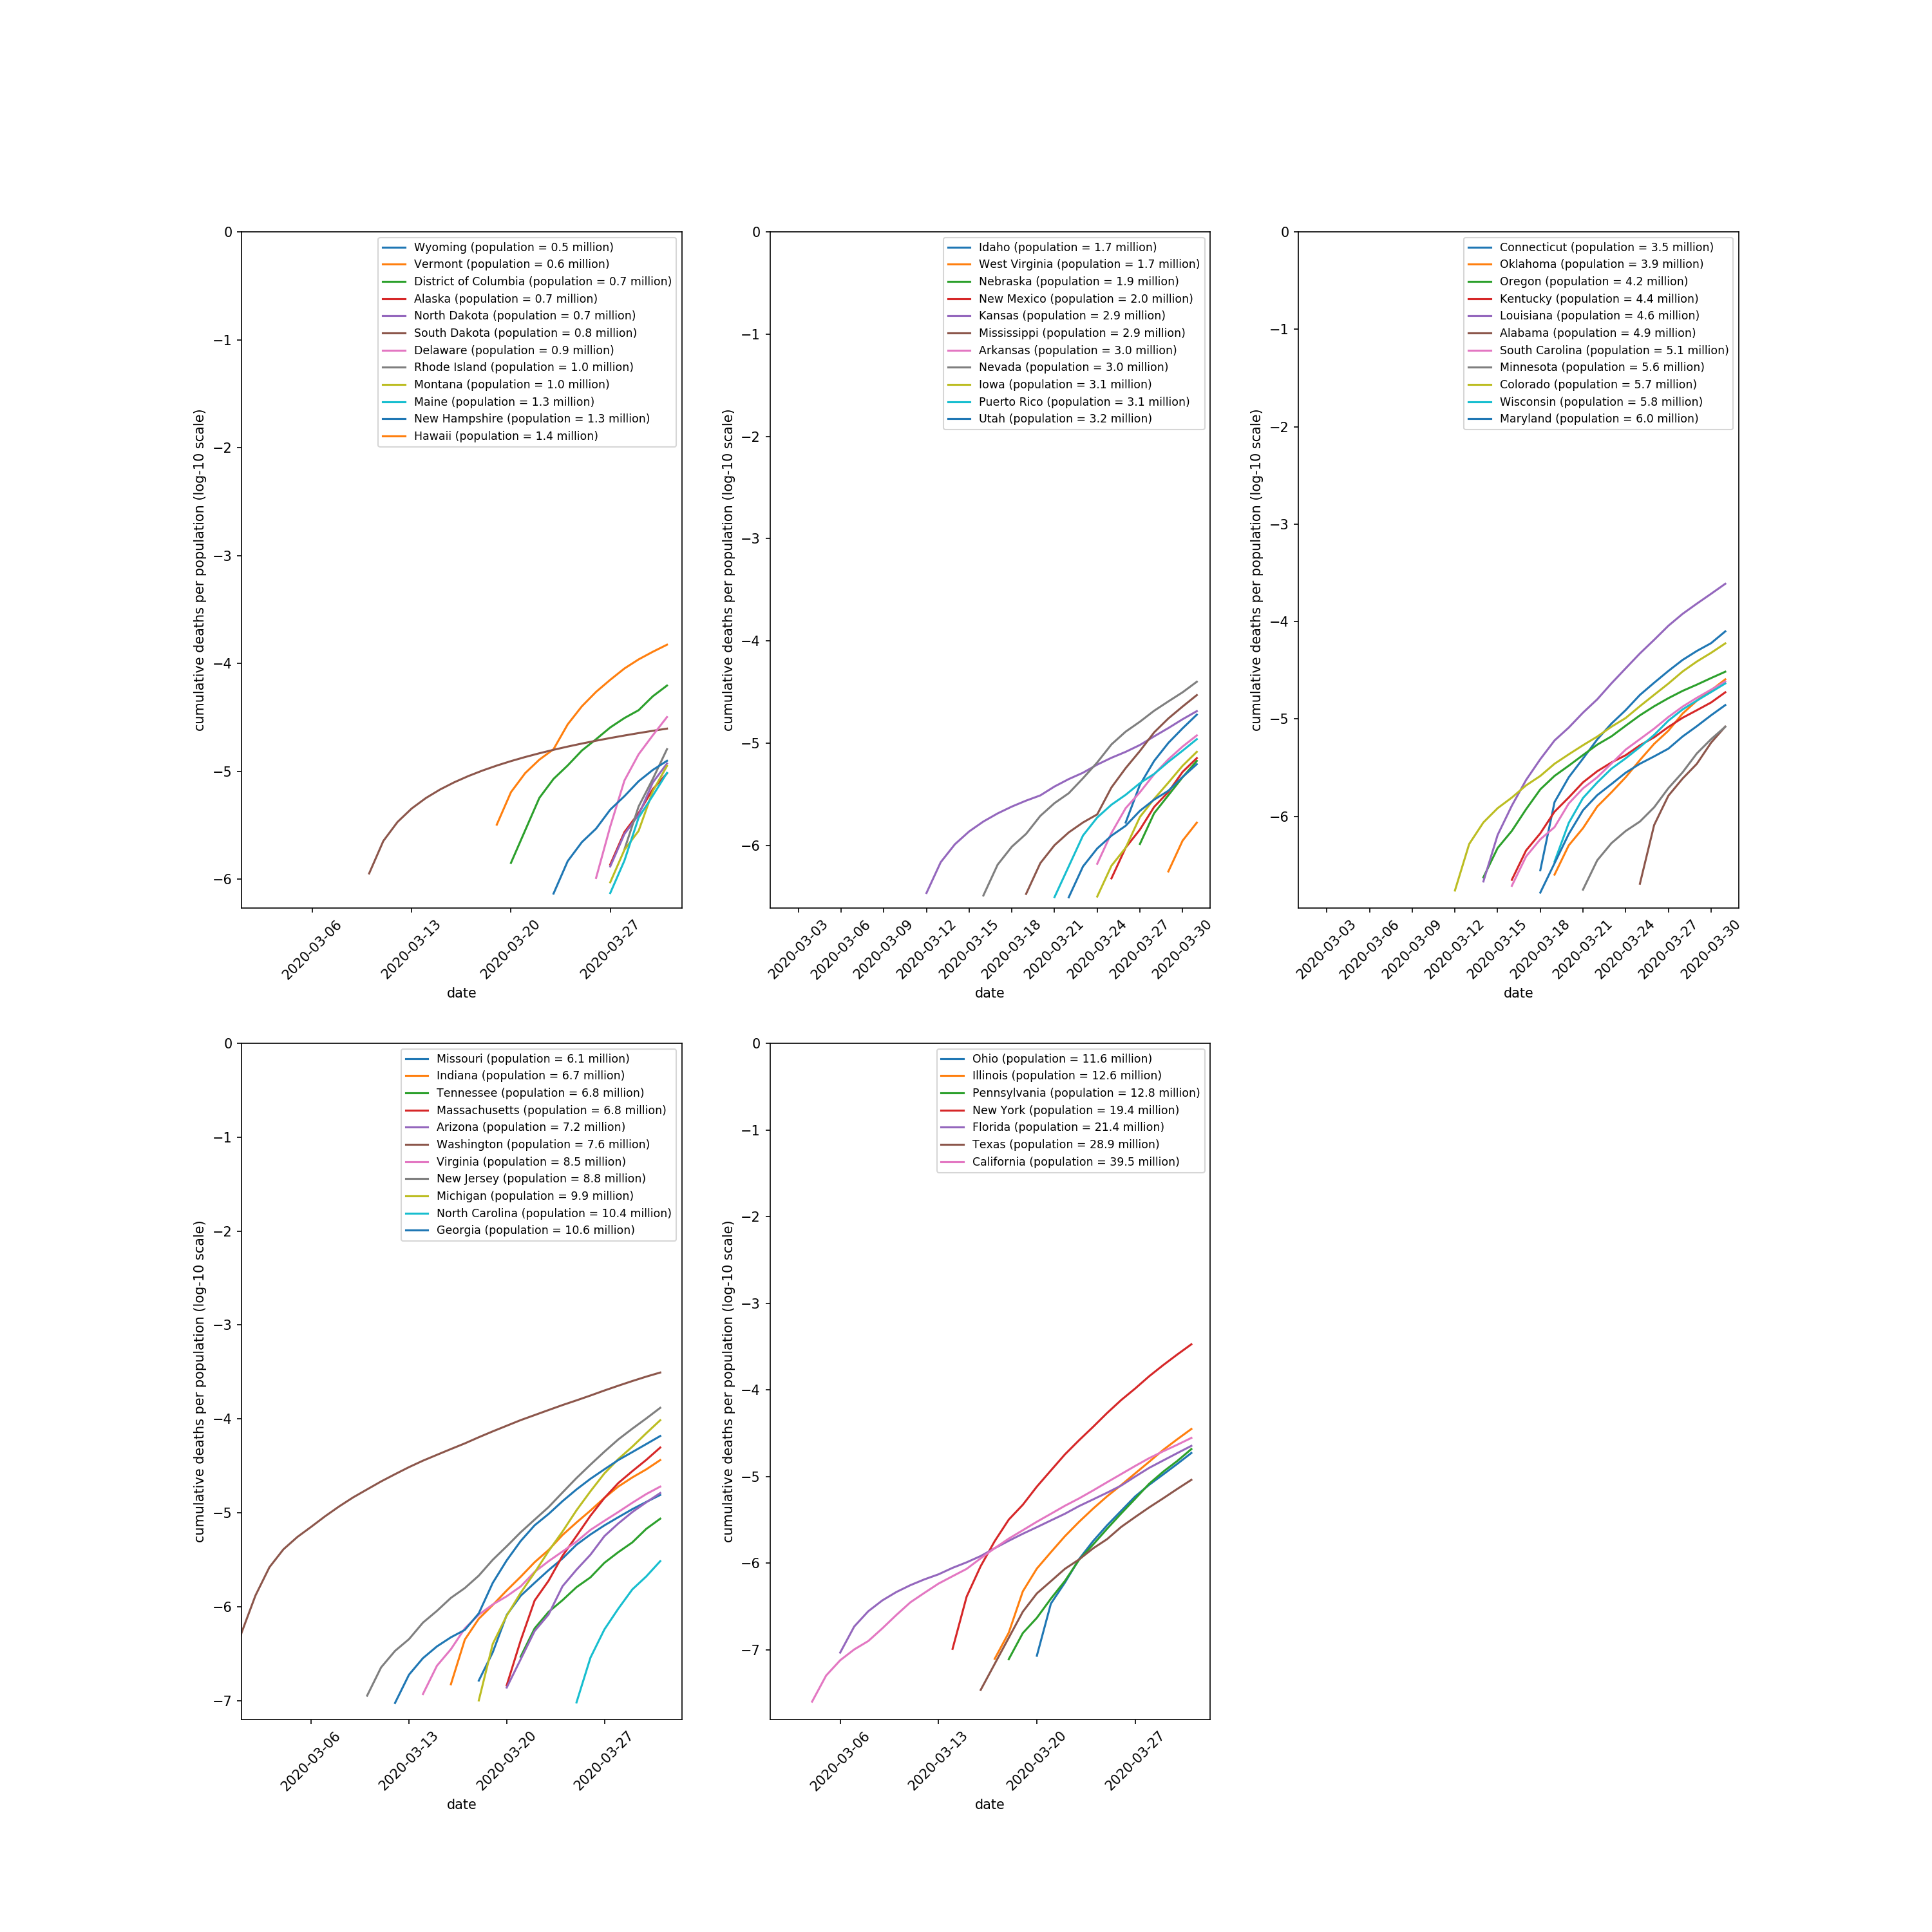 0
−1
−2
−3
−4
−5
−6
cumulative deaths per population (log-10 scale)
Wyoming (population = 0.5 million)
Vermont (population = 0.6 million)
District of Columbia (population = 0.7 million)
Alaska (population = 0.7 million)
North Dakota (population = 0.7 million)
South Dakota (population = 0.8 million)
Delaware (population = 0.9 million)
Rhode Island (population = 1.0 million)
Montana (population = 1.0 million)
Maine (population = 1.3 million)
New Hampshire (population = 1.3 million)
Hawaii (population = 1.4 million)
2020-03-06
2020-03-13
2020-03-20
2020-03-27
date
0
−1
−2
−3
−4
−5
−6
cumulative deaths per population (log-10 scale)
Idaho (population = 1.7 million)
West Virginia (population = 1.7 million)
Nebraska (population = 1.9 million)
New Mexico (population = 2.0 million)
Kansas (population = 2.9 million)
Mississippi (population = 2.9 million)
Arkansas (population = 3.0 million)
Nevada (population = 3.0 million)
Iowa (population = 3.1 million)
Puerto Rico (population = 3.1 million)
Utah (population = 3.2 million)
2020-03-03
2020-03-06
2020-03-09
2020-03-12
2020-03-15
2020-03-18
2020-03-21
2020-03-24
2020-03-27
2020-03-30
date
0
−1
−2
−3
−4
−5
−6
cumulative deaths per population (log-10 scale)
Connecticut (population = 3.5 million)
Oklahoma (population = 3.9 million)
Oregon (population = 4.2 million)
Kentucky (population = 4.4 million)
Louisiana (population = 4.6 million)
Alabama (population = 4.9 million)
South Carolina (population = 5.1 million)
Minnesota (population = 5.6 million)
Colorado (population = 5.7 million)
Wisconsin (population = 5.8 million)
Maryland (population = 6.0 million)
2020-03-03
2020-03-06
2020-03-09
2020-03-12
2020-03-15
2020-03-18
2020-03-21
2020-03-24
2020-03-27
2020-03-30
date
0
−1
−2
−3
−4
−5
−6
−7
cumulative deaths per population (log-10 scale)
Missouri (population = 6.1 million)
Indiana (population = 6.7 million)
Tennessee (population = 6.8 million)
Massachusetts (population = 6.8 million)
Arizona (population = 7.2 million)
Washington (population = 7.6 million)
Virginia (population = 8.5 million)
New Jersey (population = 8.8 million)
Michigan (population = 9.9 million)
North Carolina (population = 10.4 million)
Georgia (population = 10.6 million)
2020-03-06
2020-03-13
2020-03-20
2020-03-27
date
0
−1
−2
−3
−4
−5
−6
−7
cumulative deaths per population (log-10 scale)
Ohio (population = 11.6 million)
Illinois (population = 12.6 million)
Pennsylvania (population = 12.8 million)
New York (population = 19.4 million)
Florida (population = 21.4 million)
Texas (population = 28.9 million)
California (population = 39.5 million)
2020-03-06
2020-03-13
2020-03-20
2020-03-27
date